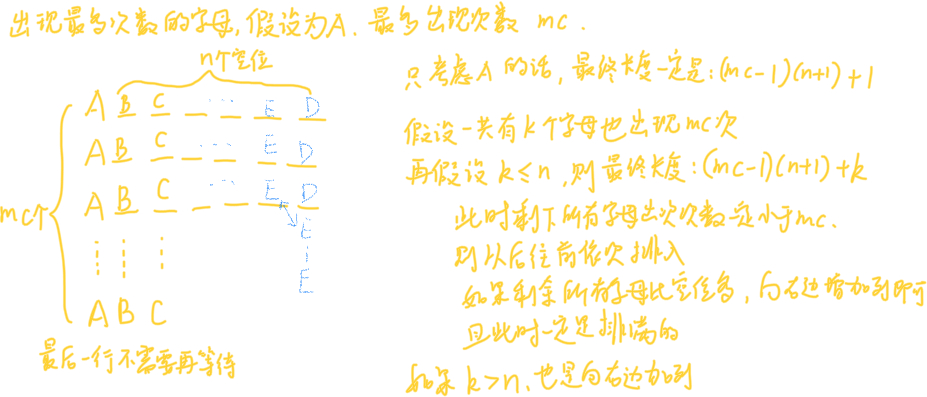 出现最多次数的字母,假设为A. 最多出现次数 mc.
n个空位
A B C _ ... _ E D
A B C _ ... _ E D
A B C _ ... _ E D
E
E
mc个
A B C
最后一行不需要再等待
只考虑A的话,最终长度一定是:(mc-1)(n+1)+1
假设一共有k个字母也出现mc次
再假设k≤n,则最终长度:(mc-1)(n+1)+k
此时剩下所有字母出次次数一定小于mc.
则从后往前依次排入
如果剩余所有字母比空位多,向右边增加列即可
且此时一定是排满的
如果k>n,也是向右边加列